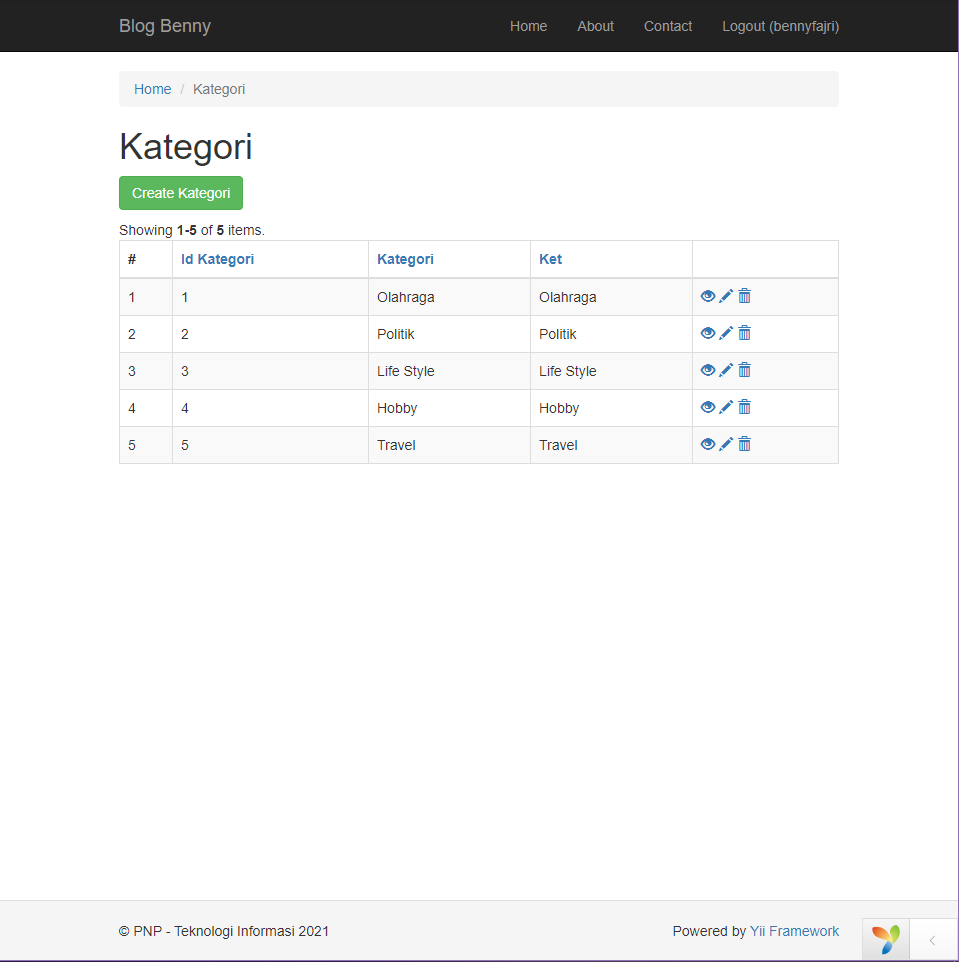 Blog Benny Home About Contact Logout (bennyfajri)
Home / Kategori
Kategori
Create Kategori
Showing 1-5 of 5 items.
# Id Kategori Kategori Ket
1 1 Olahraga Olahraga
2 2 Politik Politik
3 3 Life Style Life Style
4 4 Hobby Hobby
5 5 Travel Travel
© PNP - Teknologi Informasi 2021 Powered by Yii Framework